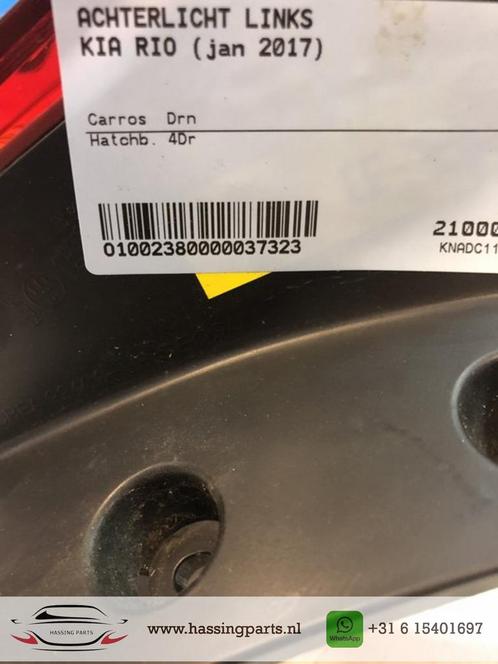 ACHTERLICHT LINKS
KIA RIO (jan 2017)
Carros Drn
Hatchb. 4Dr
01002380000037323
21000
KNADC11
HASSING PARTS
www.hassingparts.nl
WhatsApp
+31 6 15401697